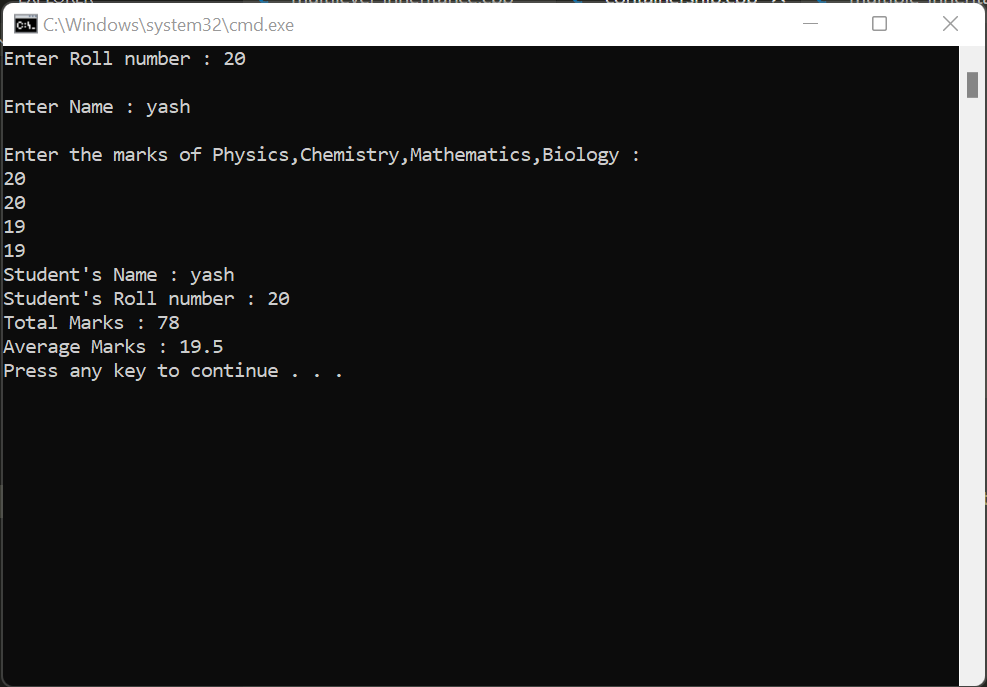 C:\Windows\system32\cmd.exe
Enter Roll number : 20
Enter Name : yash
Enter the marks of Physics,Chemistry,Mathematics,Biology :
20
20
19
19
Student's Name : yash
Student's Roll number : 20
Total Marks : 78
Average Marks : 19.5
Press any key to continue . . .